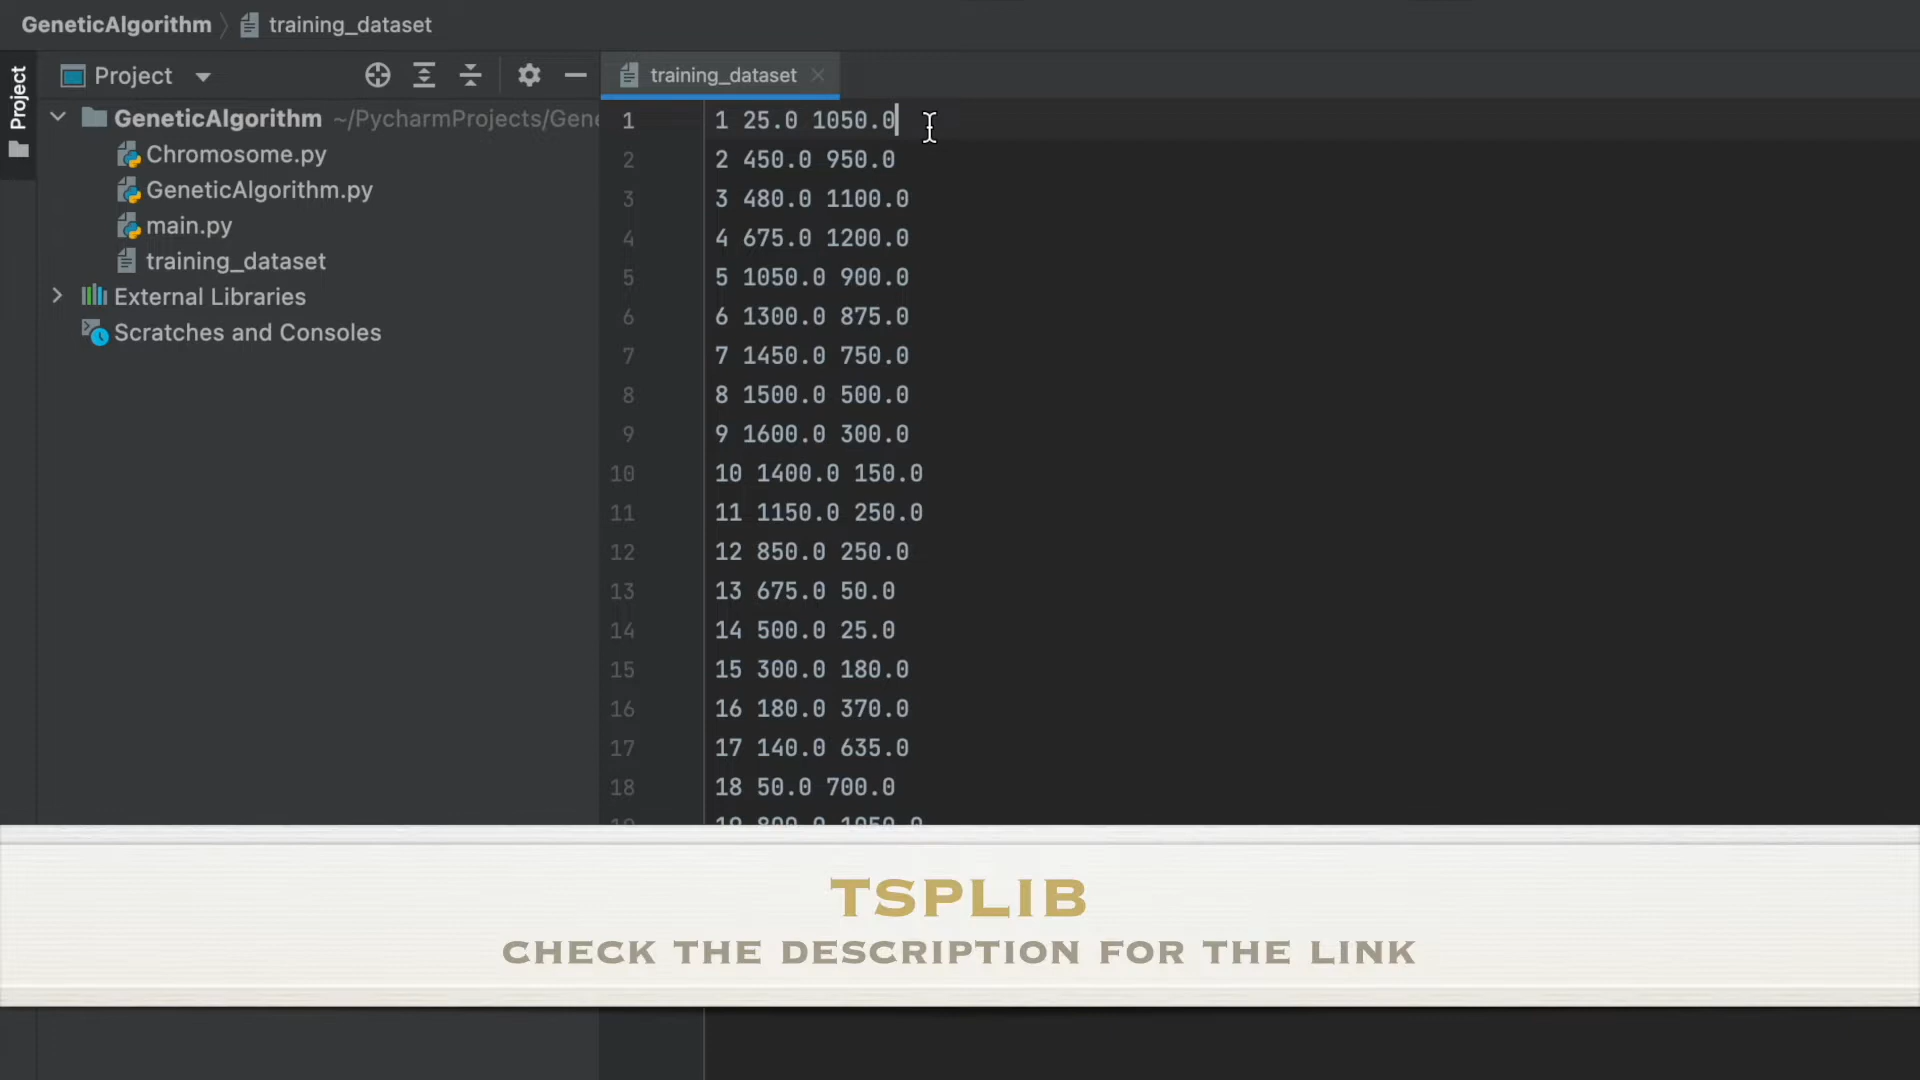 GeneticAlgorithm training_dataset
Project
Project
training_dataset
GeneticAlgorithm ~/PycharmProjects/Gene
Chromosome.py
GeneticAlgorithm.py
main.py
training_dataset
External Libraries
Scratches and Consoles
1 1 25.0 1050.0
2 2 450.0 950.0
3 3 480.0 1100.0
4 4 675.0 1200.0
5 5 1050.0 900.0
6 6 1300.0 875.0
7 7 1450.0 750.0
8 8 1500.0 500.0
9 9 1600.0 300.0
10 10 1400.0 150.0
11 11 1150.0 250.0
12 12 850.0 250.0
13 13 675.0 50.0
14 14 500.0 25.0
15 15 300.0 180.0
16 16 180.0 370.0
17 17 140.0 635.0
18 18 50.0 700.0
19 19 800.0 1050.0
TSPLIB
CHECK THE DESCRIPTION FOR THE LINK